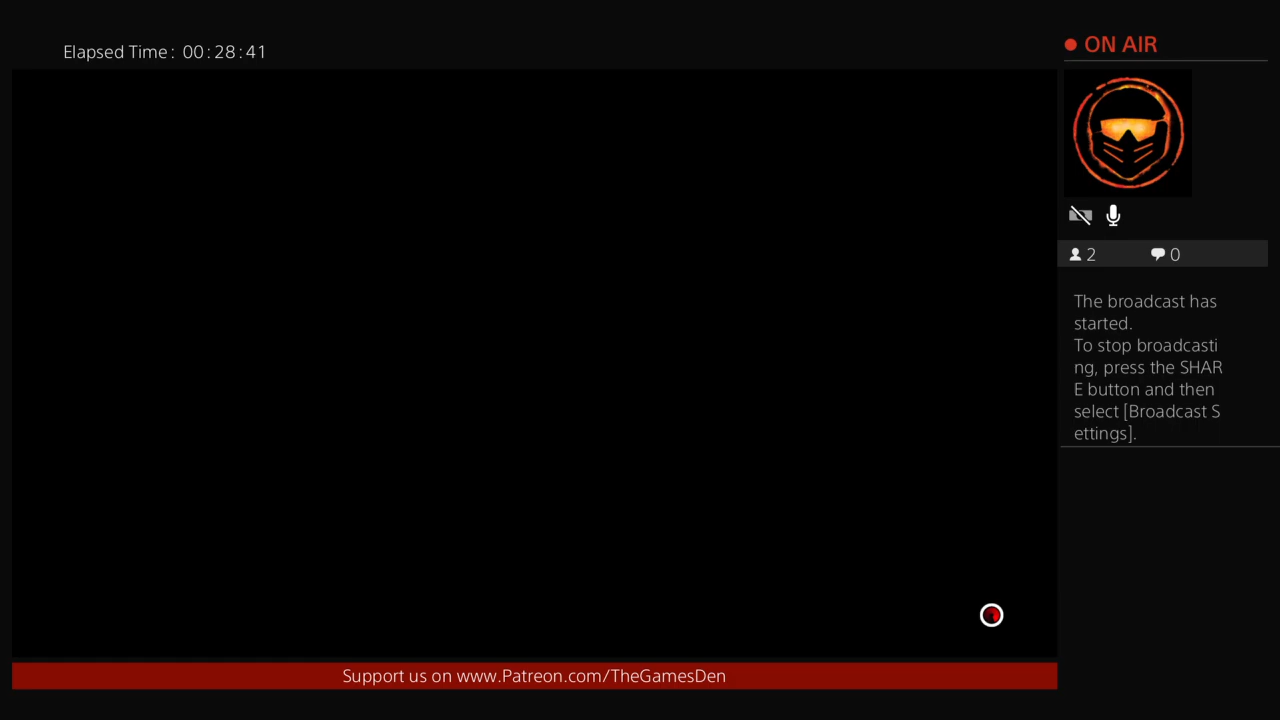 Elapsed Time: 00:28:41
ON AIR
2
0
The broadcast has
started.
To stop broadcasti
ng, press the SHAR
E button and then
select [Broadcast S
ettings].
Support us on www.Patreon.com/TheGamesDen